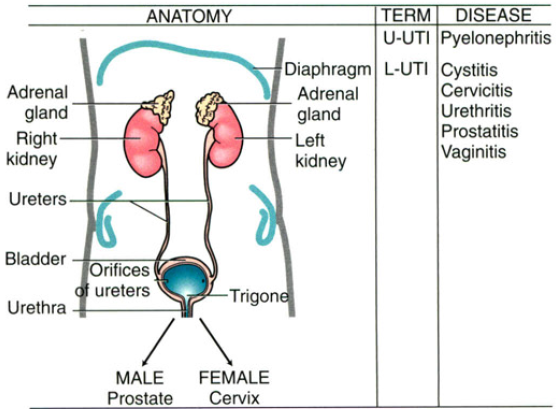 ANATOMY
TERM
DISEASE
U-UTI
Pyelonephritis
Diaphragm
L-UTI
Cystitis
Cervicitis
Urethritis
Prostatitis
Vaginitis
Adrenal
gland
Adrenal
gland
Right
kidney
Left
kidney
Ureters
Bladder
Orifices
of ureters
Trigone
Urethra
MALE
Prostate
FEMALE
Cervix